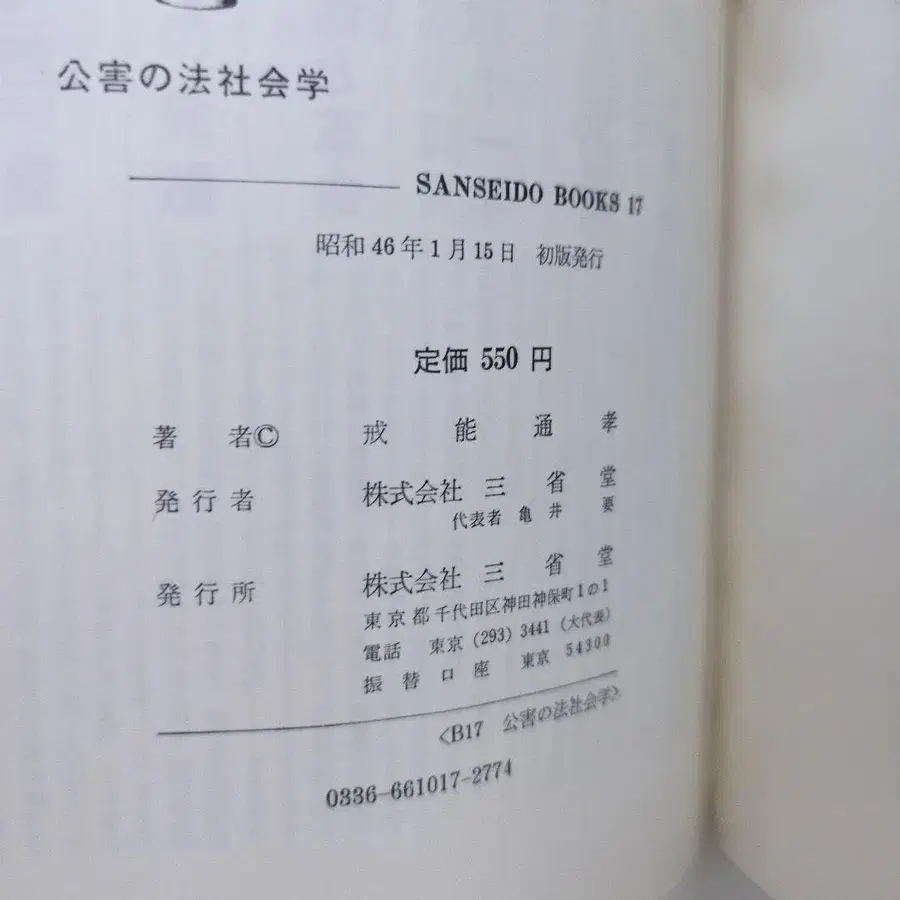 公害の法社会学
SANSEIDO BOOKS 17
昭和46年1月15日 初版発行
定価 550 円
著者© 戒能通孝
発行者 株式会社 三省堂
代表者 亀井要
発行所 株式会社 三省堂
東京都千代田区神田神保町1の1
電話 東京 (293) 3441 (大代表)
振替口座 東京 54300
<B17 公害の法社会学>
0336-661017-2774